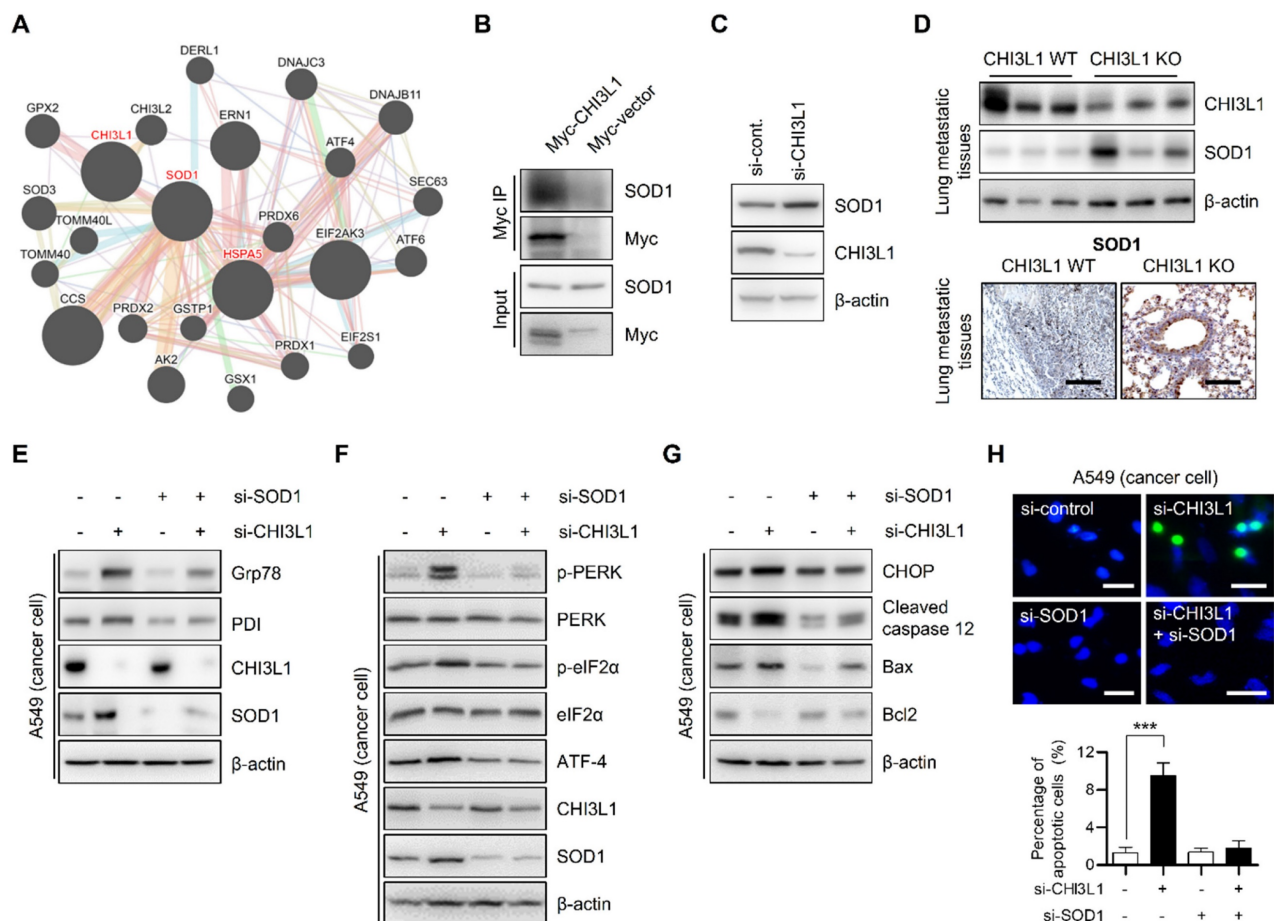 A
DERL1
DNAJC3
GPX2
CHI3L2
ERN1
DNAJB11
CHI3L1
ATF4
SOD1
SEC63
SOD3
PRDX6
TOMM40L
EIF2AK3
ATF6
TOMM40
HSPA5
CCS
PRDX2
GSTP1
EIF2S1
PRDX1
AK2
GSX1
B
Myc-CHI3L1
Myc-vector
Myc IP
SOD1
Myc
Input
SOD1
Myc
C
si-cont.
si-CHI3L1
SOD1
CHI3L1
β-actin
D
CHI3L1 WT CHI3L1 KO
Lung metastatic
tissues
CHI3L1
SOD1
β-actin
SOD1
CHI3L1 WT CHI3L1 KO
Lung metastatic
tissues
E
- - + + si-SOD1
- + - + si-CHI3L1
A549 (cancer cell)
Grp78
PDI
CHI3L1
SOD1
β-actin
F
- - + + si-SOD1
- + - + si-CHI3L1
A549 (cancer cell)
p-PERK
PERK
p-eIF2α
eIF2α
ATF-4
CHI3L1
SOD1
β-actin
G
- - + + si-SOD1
- + - + si-CHI3L1
A549 (cancer cell)
CHOP
Cleaved
caspase 12
Bax
Bcl2
β-actin
H
A549 (cancer cell)
si-control
si-CHI3L1
si-SOD1
si-CHI3L1
+ si-SOD1
Percentage of
apoptotic cells (%)
***
12
8
4
0
si-CHI3L1 - + - +
si-SOD1 - - + +